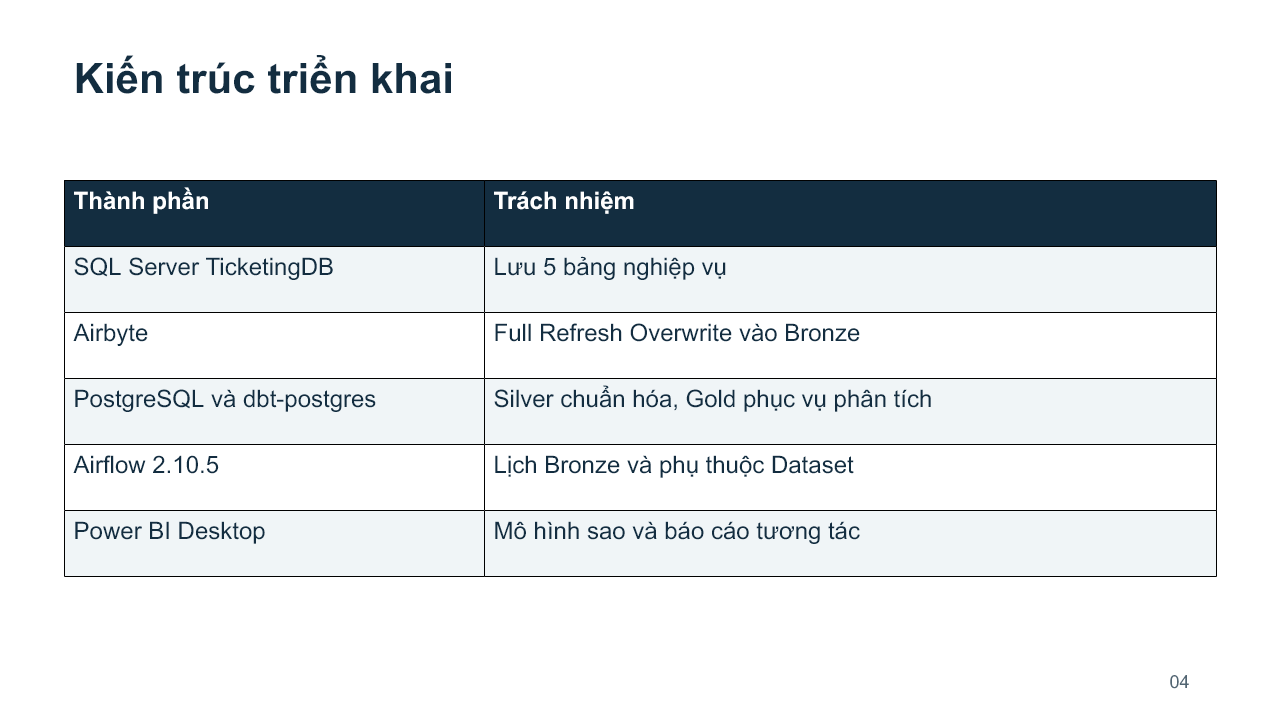 Kiến trúc triển khai
Thành phần
Trách nhiệm
SQL Server TicketingDB
Lưu 5 bảng nghiệp vụ
Airbyte
Full Refresh Overwrite vào Bronze
PostgreSQL và dbt-postgres
Silver chuẩn hóa, Gold phục vụ phân tích
Airflow 2.10.5
Lịch Bronze và phụ thuộc Dataset
Power BI Desktop
Mô hình sao và báo cáo tương tác
04